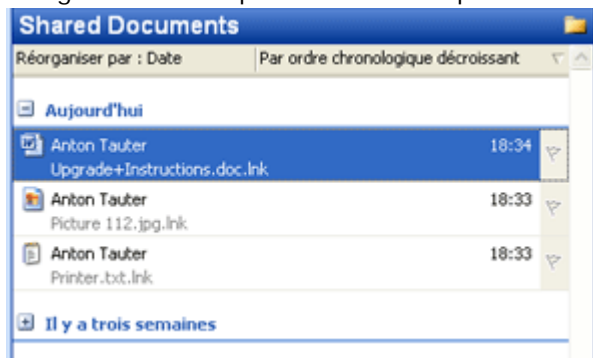 Shared Documents
Réorganiser par : Date Par ordre chronologique décroissant
Aujourd'hui
Anton Tauter 18:34
Upgrade+Instructions.doc.lnk
Anton Tauter 18:33
Picture 112.jpg.lnk
Anton Tauter 18:33
Printer.txt.lnk
Il y a trois semaines